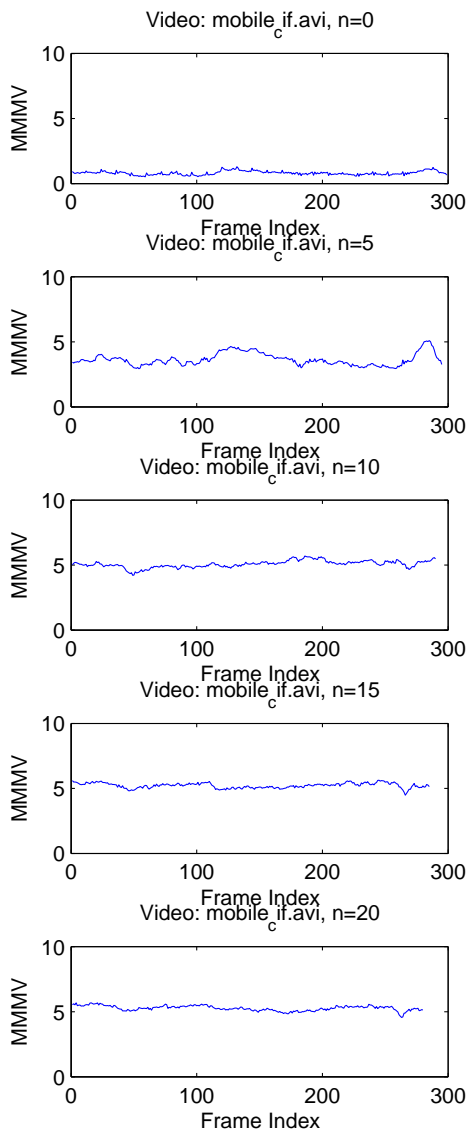 Video: mobile_cif.avi, n=0
10
5
0
MMMV
0 100 200 300
Frame Index
Video: mobile_cif.avi, n=5
10
5
0
MMMV
0 100 200 300
Frame Index
Video: mobile_cif.avi, n=10
10
5
0
MMMV
0 100 200 300
Frame Index
Video: mobile_cif.avi, n=15
10
5
0
MMMV
0 100 200 300
Frame Index
Video: mobile_cif.avi, n=20
10
5
0
MMMV
0 100 200 300
Frame Index